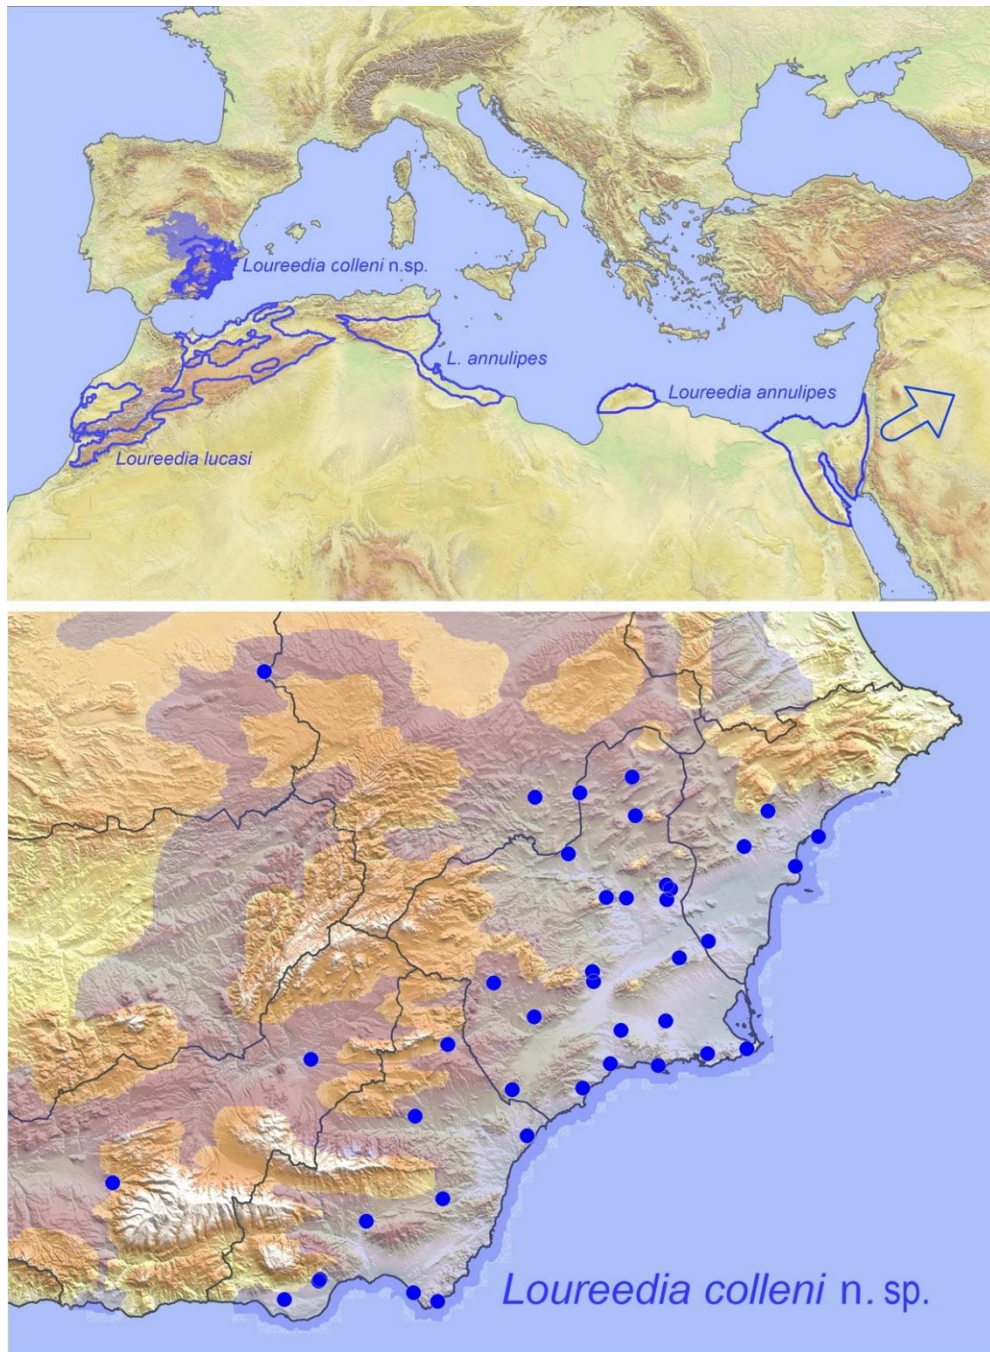 Loureedia colleni n.sp.
L. annulipes
Loureedia annulipes
Loureedia lucasi
Loureedia colleni n. sp.